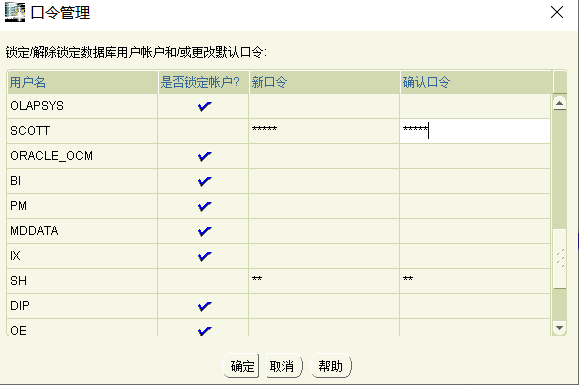 口令管理
锁定/解除锁定数据库用户帐户和/或更改默认口令:
用户名 是否锁定帐户? 新口令 确认口令
OLAPSYS
SCOTT ***** *****
ORACLE_OCM
BI
PM
MDDATA
IX
SH ** **
DIP
OE
确定 取消 帮助